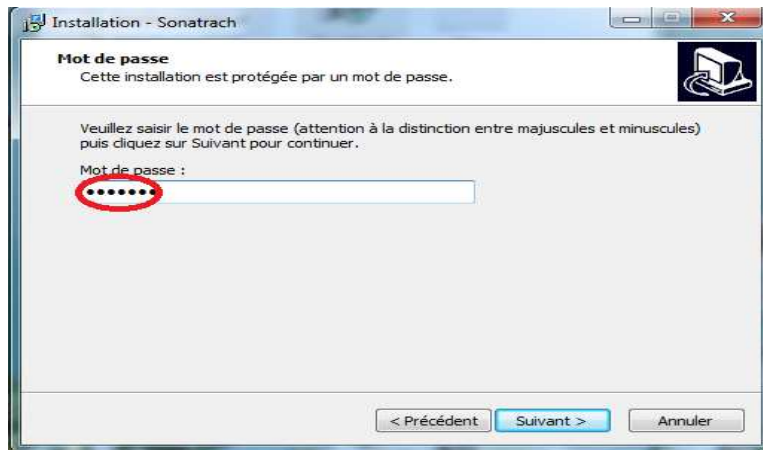 Installation - Sonatrach
Mot de passe
Cette installation est protégée par un mot de passe.
Veuillez saisir le mot de passe (attention à la distinction entre majuscules et minuscules)
puis cliquez sur Suivant pour continuer.
Mot de passe :
•••••••
< Précédent
Suivant >
Annuler